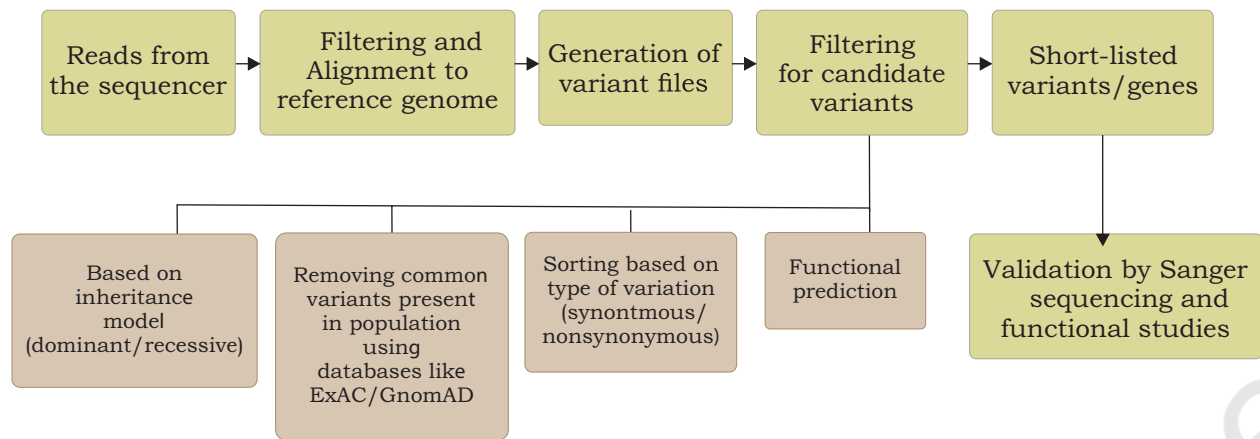 Reads from
the sequencer
Filtering and
Alignment to
reference genome
Generation of
variant files
Filtering
for candidate
variants
Short-listed
variants/genes
Based on
inheritance
model
(dominant/recessive)
Removing common
variants present
in population
using
databases like
ExAC/GnomAD
Sorting based on
type of variation
(synontmous/
nonsynonymous)
Functional
prediction
Validation by Sanger
sequencing and
functional studies